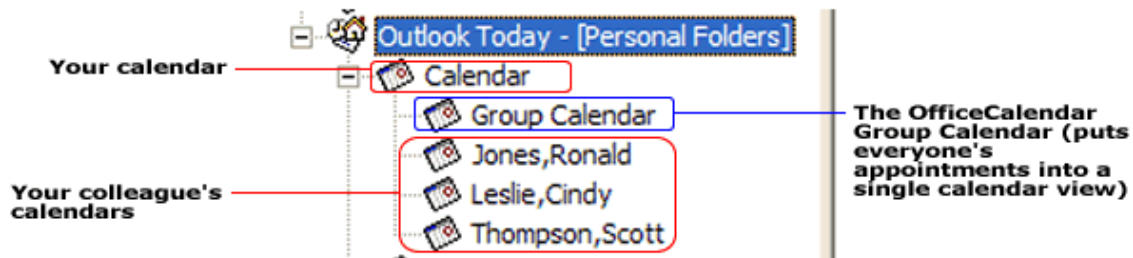 Outlook Today - [Personal Folders]
Your calendar
Calendar
Group Calendar
The OfficeCalendar
Group Calendar (puts
everyone's
appointments into a
single calendar view)
Jones,Ronald
Your colleague's
calendars
Leslie,Cindy
Thompson,Scott